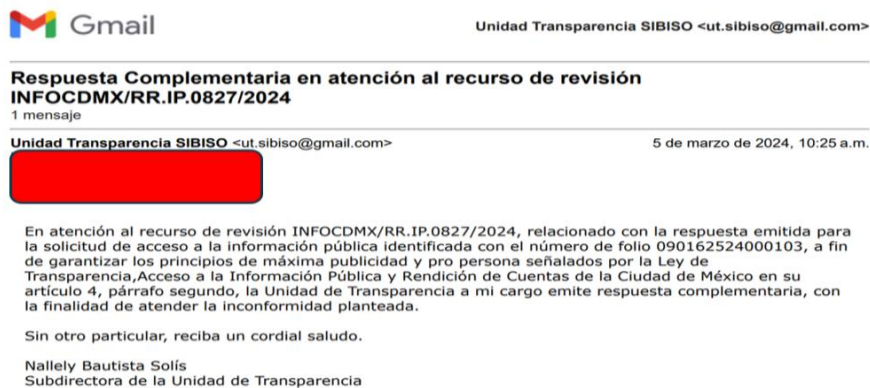 Gmail
Unidad Transparencia SIBISO <ut.sibiso@gmail.com>
Respuesta Complementaria en atención al recurso de revisión
INFOCDMX/RR.IP.0827/2024
1 mensaje
Unidad Transparencia SIBISO <ut.sibiso@gmail.com>
5 de marzo de 2024, 10:25 a.m.
En atención al recurso de revisión INFOCDMX/RR.IP.0827/2024, relacionado con la respuesta emitida para
la solicitud de acceso a la información pública identificada con el número de folio 090162524000103, a fin
de garantizar los principios de máxima publicidad y pro persona señalados por la Ley de
Transparencia,Acceso a la Información Pública y Rendición de Cuentas de la Ciudad de México en su
artículo 4, párrafo segundo, la Unidad de Transparencia a mi cargo emite respuesta complementaria, con
la finalidad de atender la inconformidad planteada.
Sin otro particular, reciba un cordial saludo.
Nallely Bautista Solís
Subdirectora de la Unidad de Transparencia